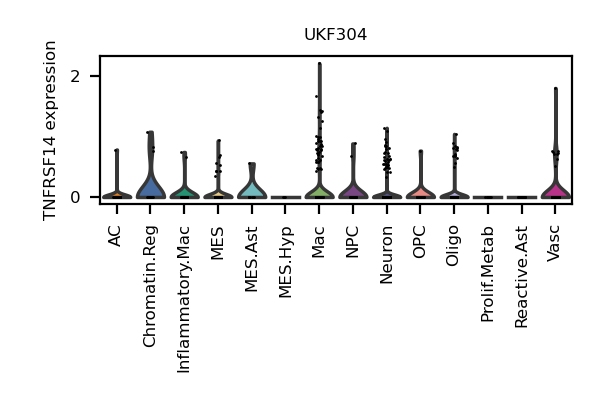 UKF304
TNFRSF14 expression
2
0
AC
Chromatin.Reg
Inflammatory.Mac
MES
MES.Ast
MES.Hyp
Mac
NPC
Neuron
OPC
Oligo
Prolif.Metab
Reactive.Ast
Vasc